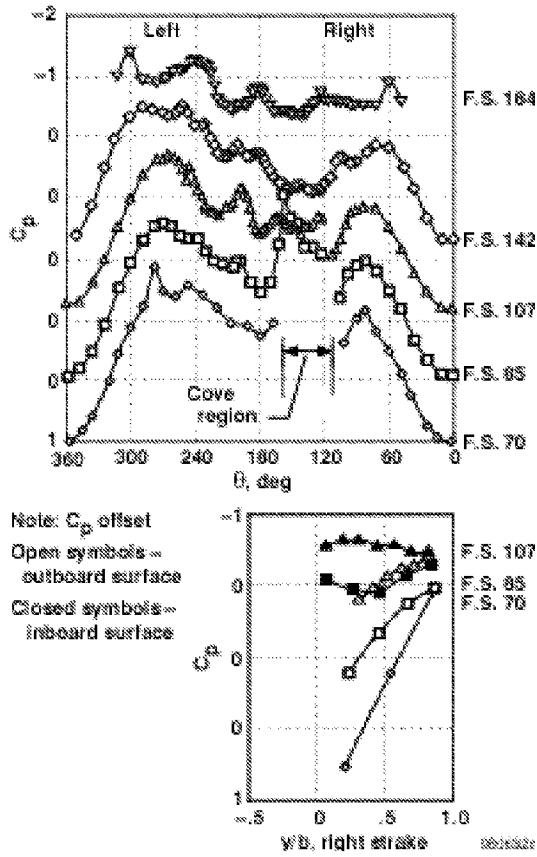 −2
Left
Right
−1
F.S. 164
0
0
F.S. 142
Cp
0
F.S. 107
0
F.S. 85
0
Cove
region
1
F.S. 70
360
300
240
180
120
60
0
θ, deg
Note: Cp offset
Open symbols –
outboard surface
Closed symbols –
inboard surface
−1
F.S. 107
F.S. 85
F.S. 70
0
Cp
0
0
1
−.5
0
.5
1.0
y/b, right strake